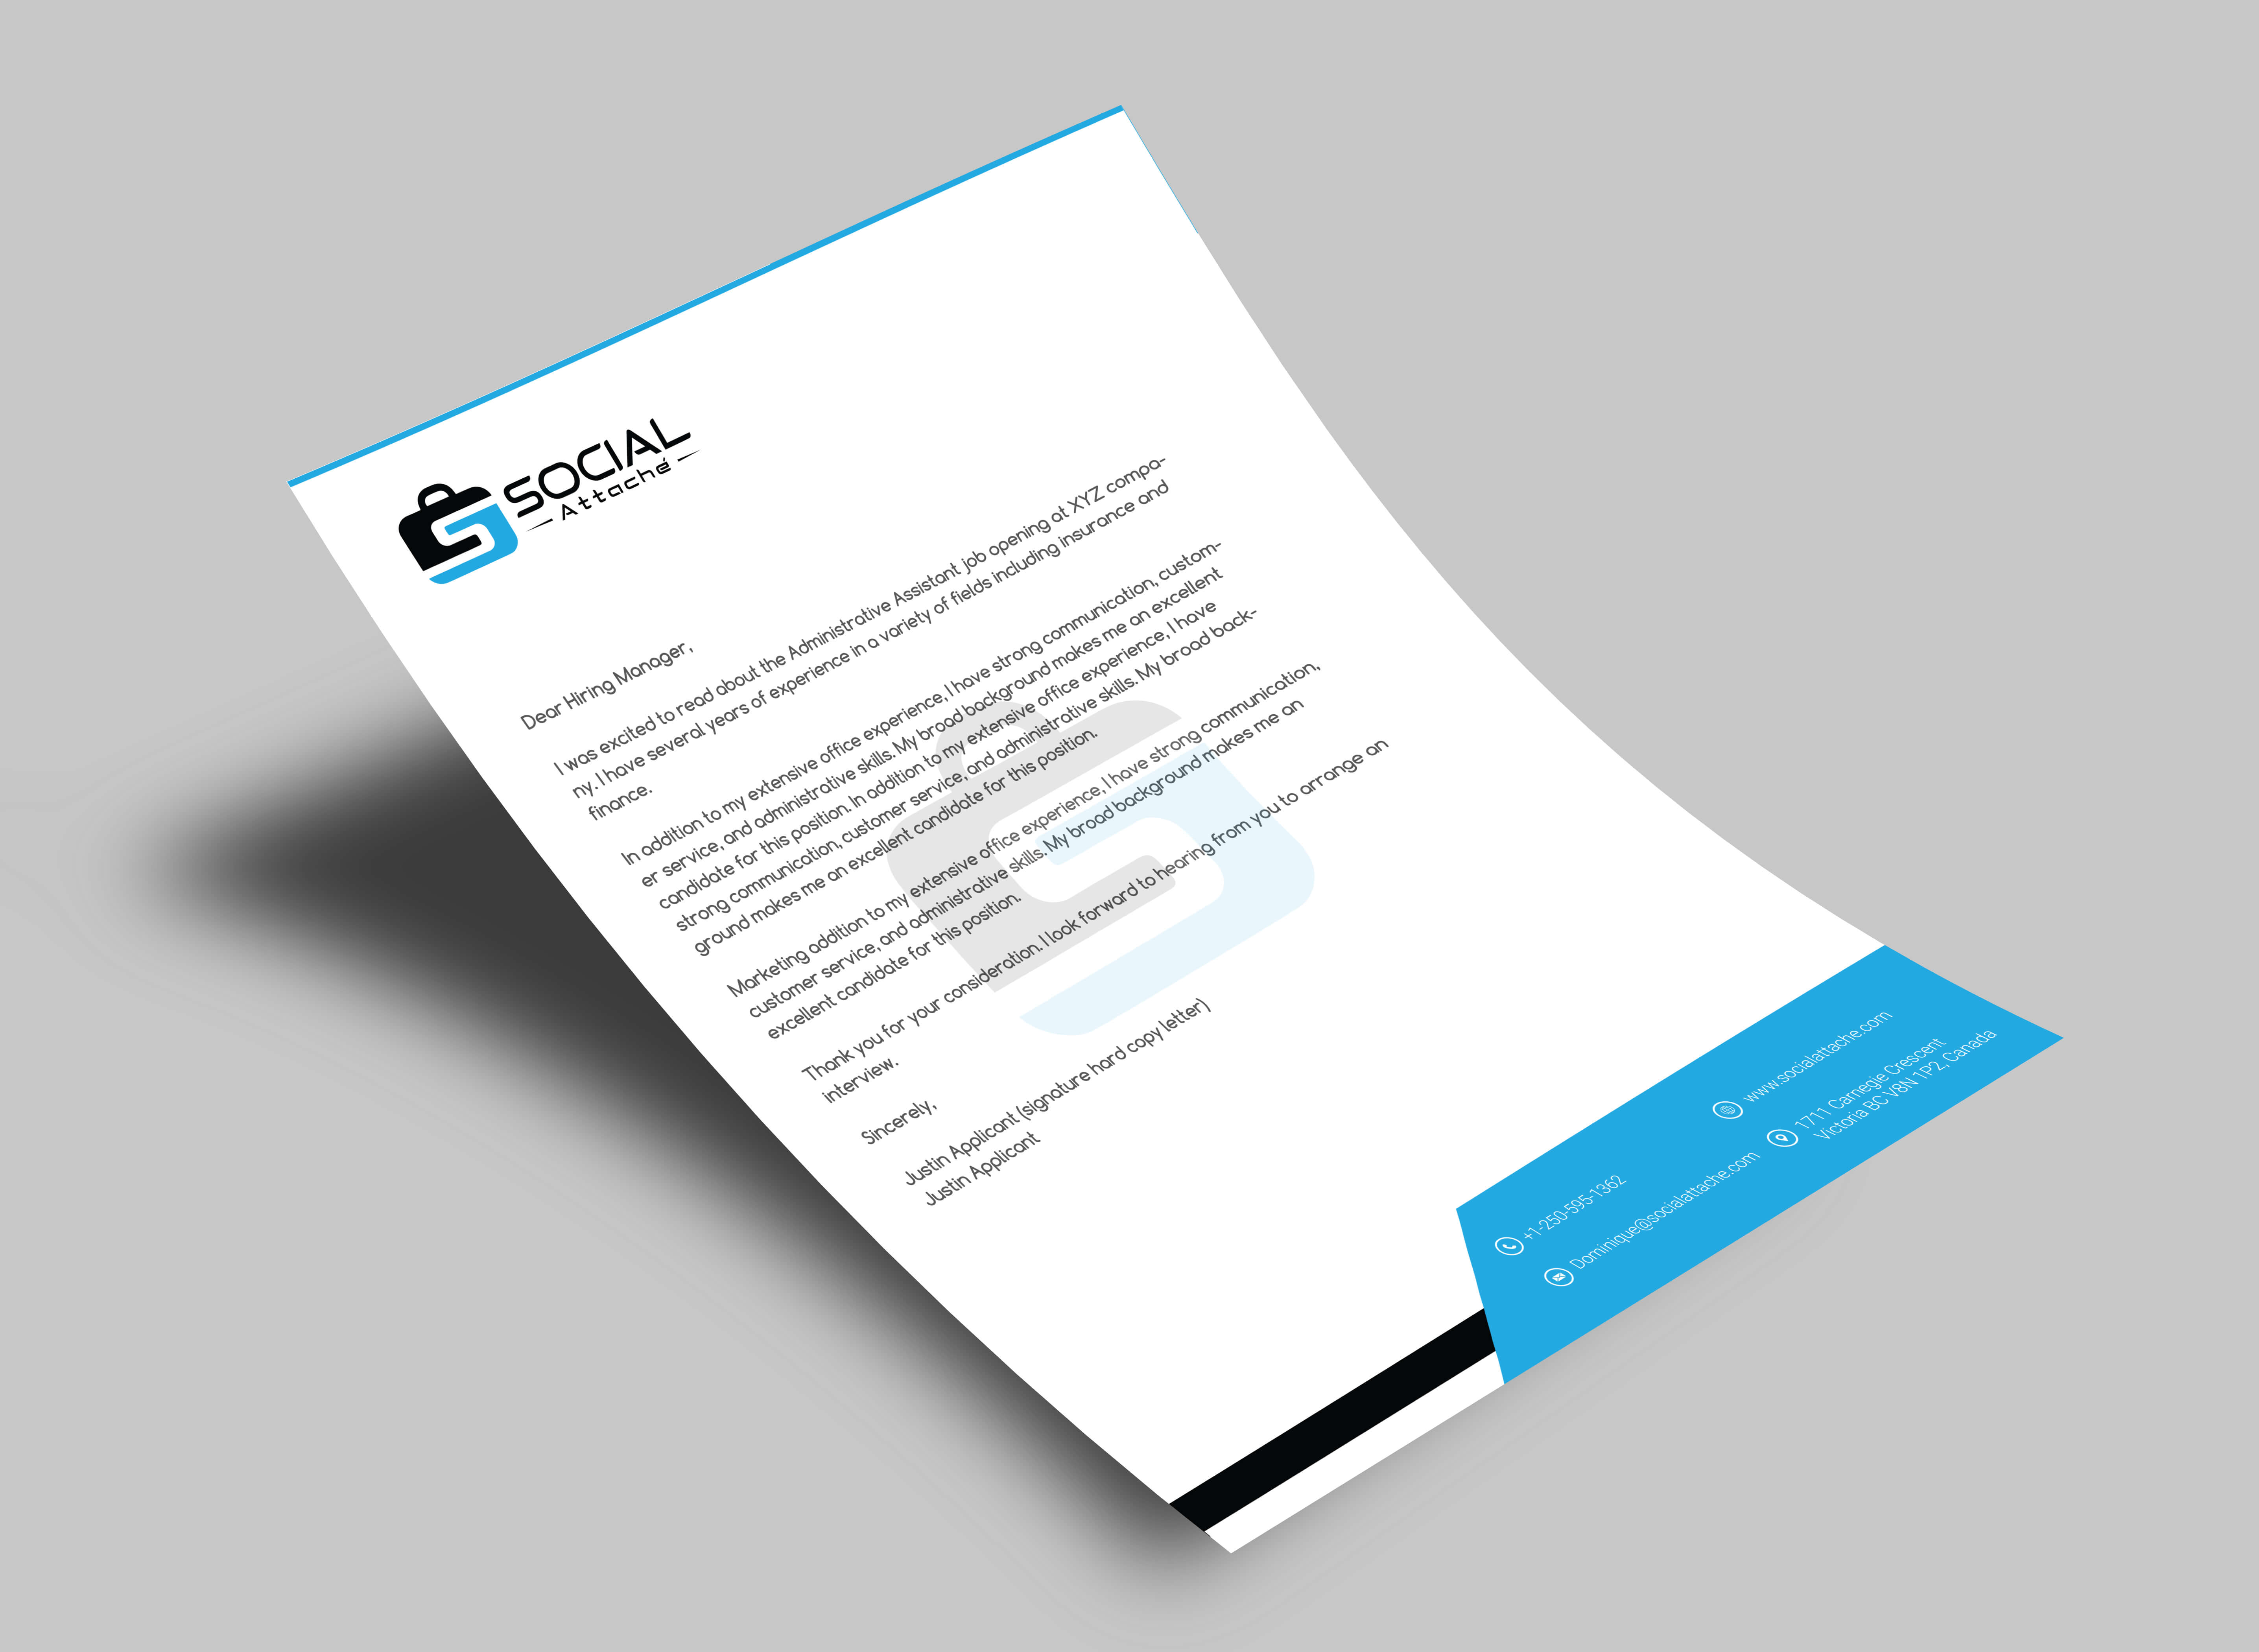 SOCIAL
Attaché
Dear Hiring Manager,
I was excited to read about the Administrative Assistant job opening at XYZ compa-
ny. I have several years of experience in a variety of fields including insurance and
finance.
In addition to my extensive office experience, I have strong communication, custom-
er service, and administrative skills. My broad background makes me an excellent
candidate for this position. In addition to my extensive office experience, I have
strong communication, customer service, and administrative skills. My broad back-
ground makes me an excellent candidate for this position.
Marketing addition to my extensive office experience, I have strong communication,
customer service, and administrative skills. My broad background makes me an
excellent candidate for this position.
Thank you for your consideration. I look forward to hearing from you to arrange an
interview.
Sincerely,
Justin Applicant (signature hard copy letter)
Justin Applicant
+1-250-595-1362
www.socialattache.com
Dominique@socialattache.com
1711 Carnegie Crescent
Victoria BC V8N 1P2, Canada